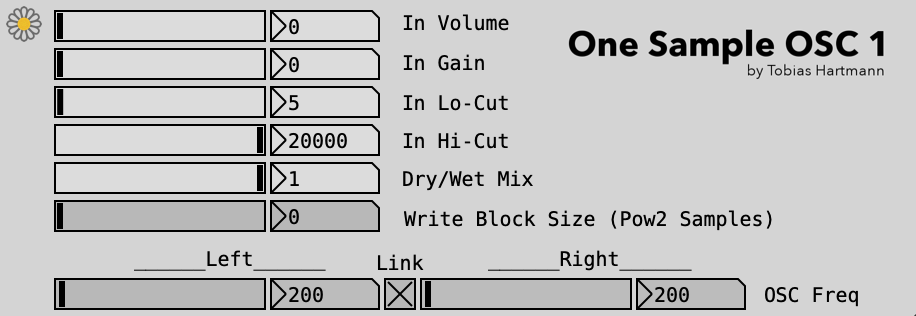 0 In Volume
One Sample OSC 1
by Tobias Hartmann
0 In Gain
5 In Lo-Cut
20000 In Hi-Cut
1 Dry/Wet Mix
0 Write Block Size (Pow2 Samples)
______Left______ Link ______Right______
200 200 OSC Freq